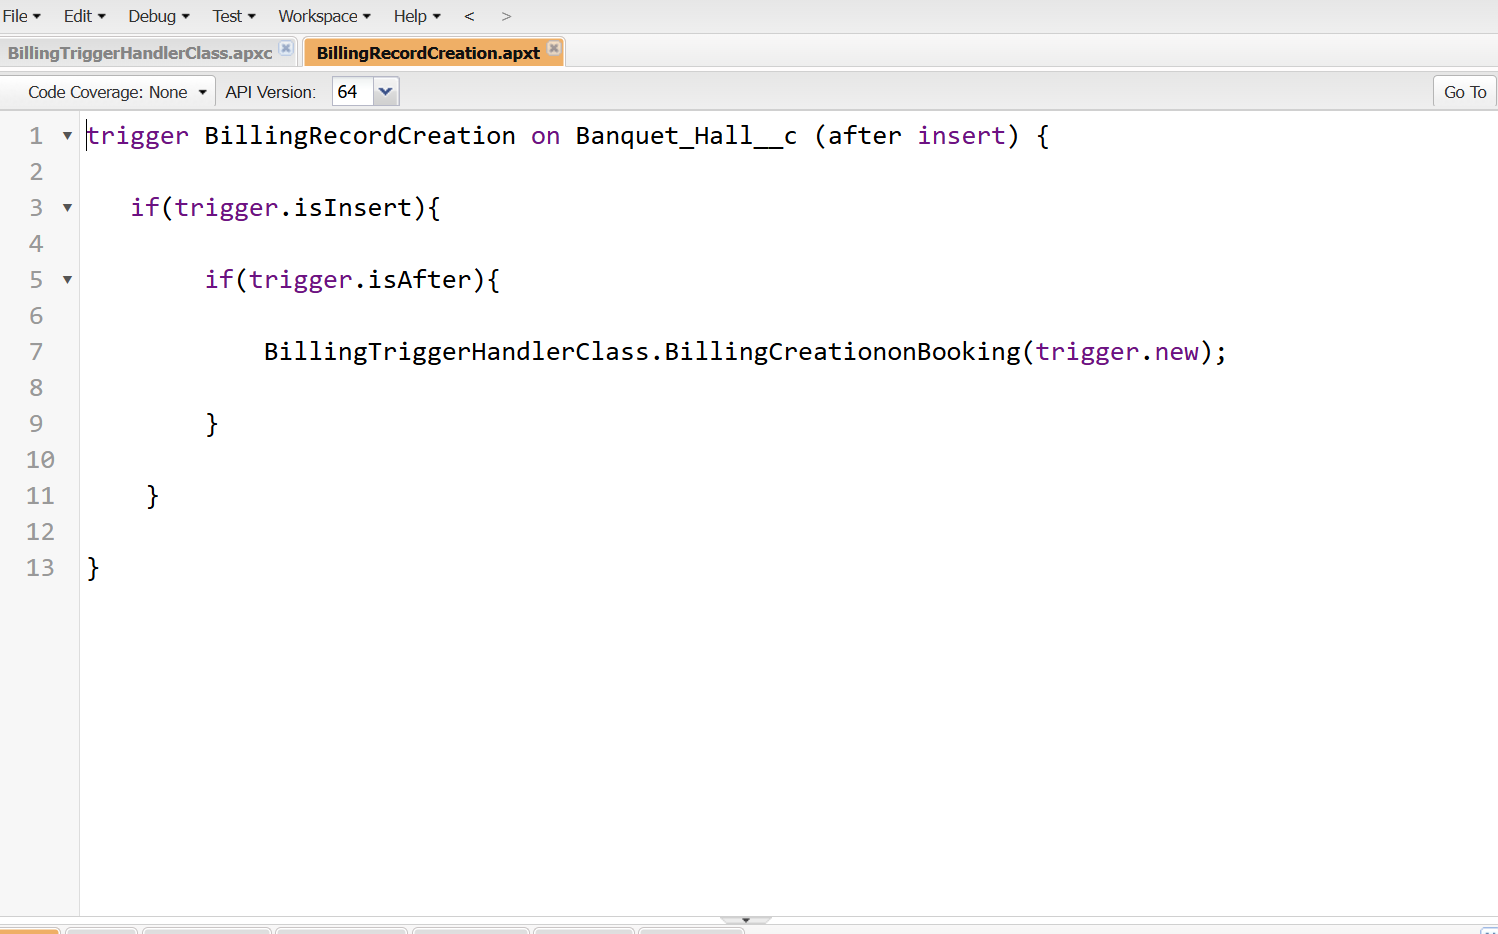 File Edit Debug Test Workspace Help < >
BillingTriggerHandlerClass.apxc BillingRecordCreation.apxt
Code Coverage: None API Version: 64 Go To
1 trigger BillingRecordCreation on Banquet_Hall__c (after insert) {
2
3 if(trigger.isInsert){
4
5 if(trigger.isAfter){
6
7 BillingTriggerHandlerClass.BillingCreationonBooking(trigger.new);
8
9 }
10
11 }
12
13 }